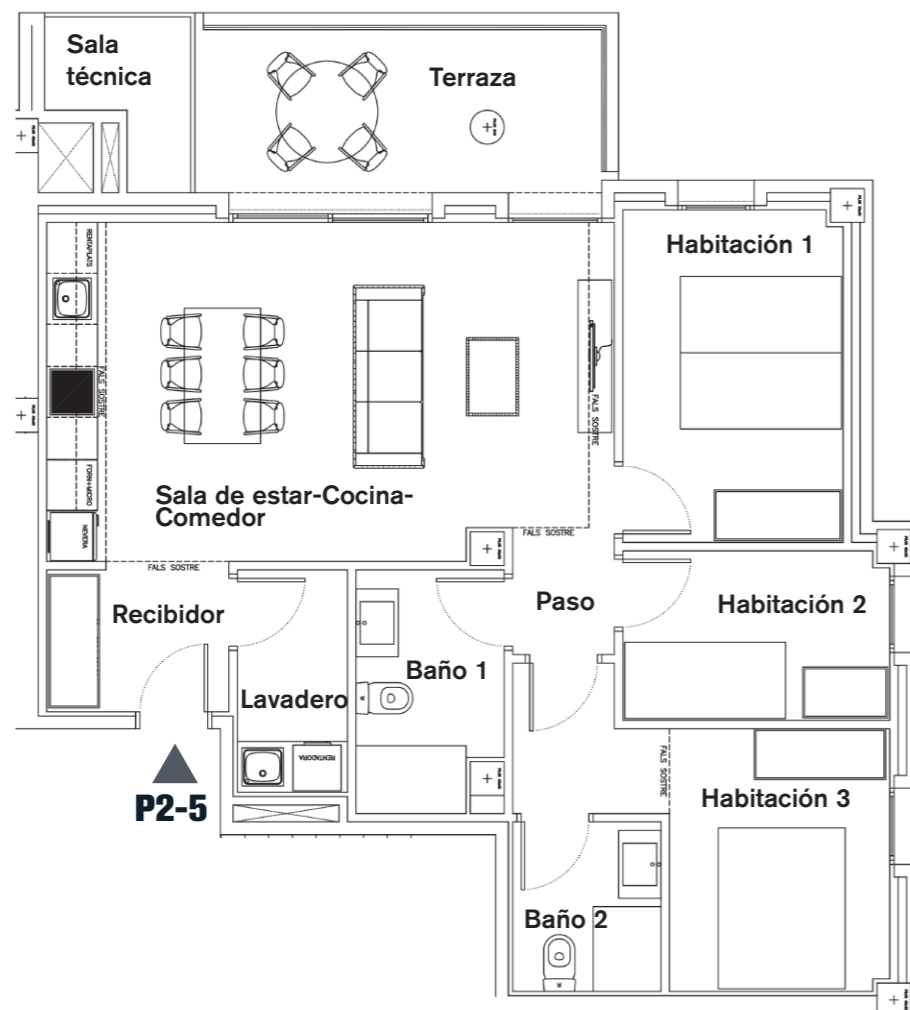 Sala
técnica
Terraza
Habitación 1
RENTAPLATS
FALS SOSTRE
FALS SOSTRE
FORN+MICRO
NEVERA
Sala de estar-Cocina-
Comedor
FALS SOSTRE
FALS SOSTRE
Recibidor
Paso
Habitación 2
Baño 1
Lavadero
RENTADORA
FALS SOSTRE
P2-5
Habitación 3
Baño 2